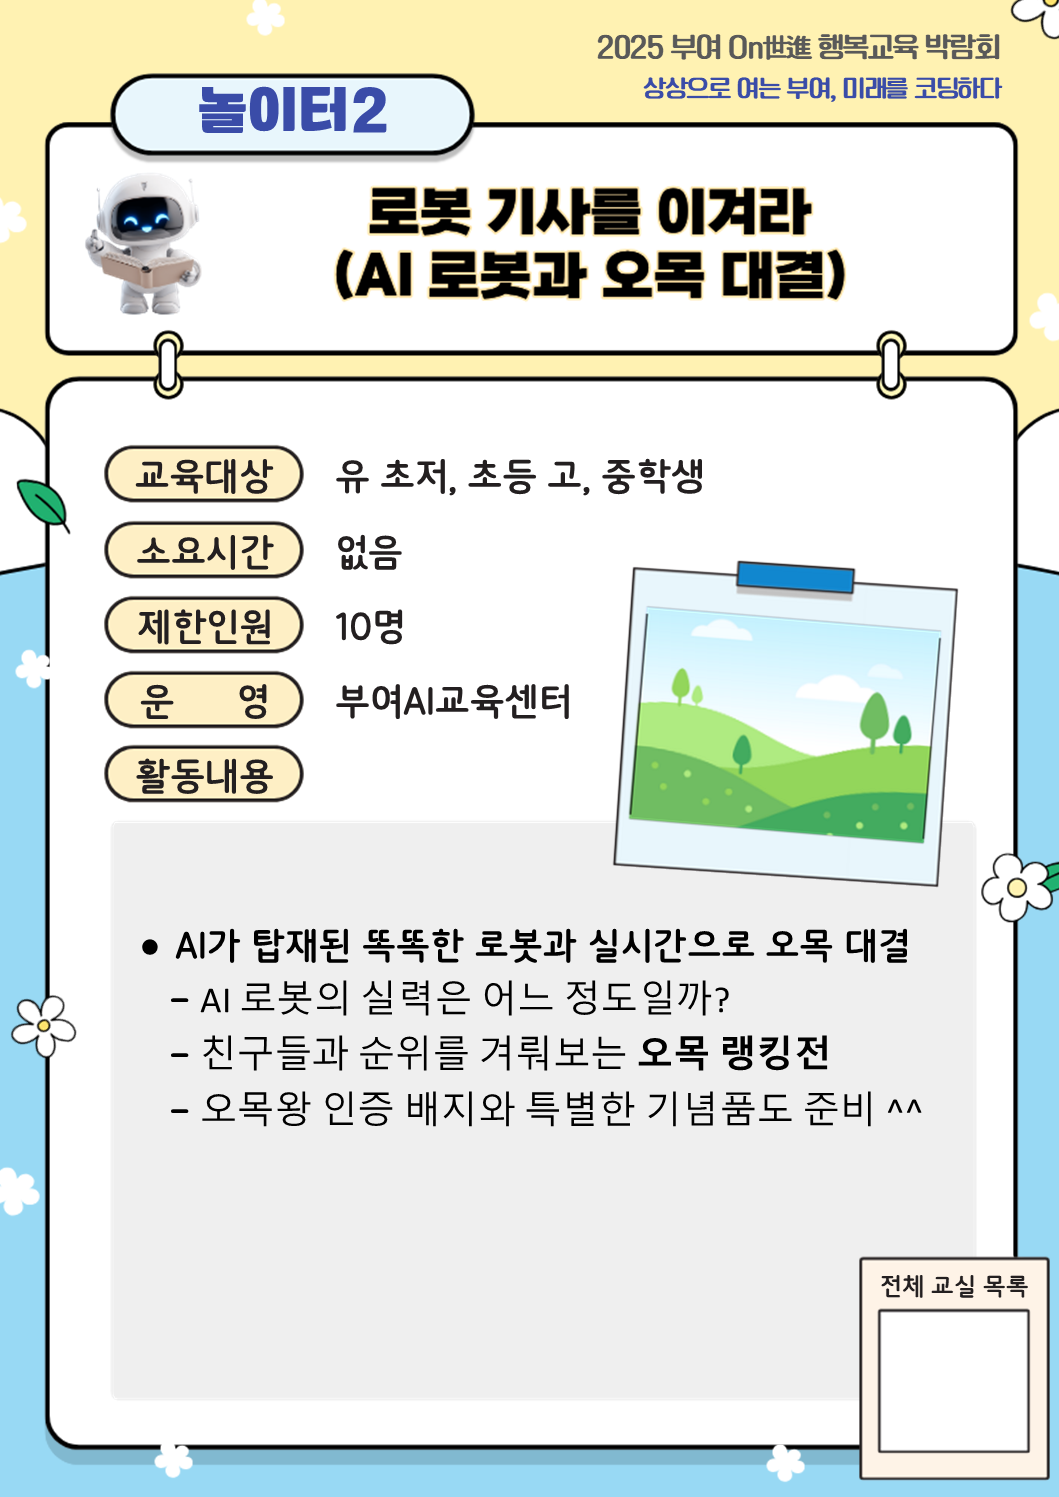 2025 부여 On世進 행복교육 박람회
상상으로 여는 부여, 미래를 코딩하다
놀이터2
로봇 기사를 이겨라
(AI 로봇과 오목 대결)
교육대상 유 초저, 초등 고, 중학생
소요시간 없음
제한인원 10명
운 영 부여AI교육센터
활동내용
● AI가 탑재된 똑똑한 로봇과 실시간으로 오목 대결
– AI 로봇의 실력은 어느 정도일까?
– 친구들과 순위를 겨뤄보는 오목 랭킹전
– 오목왕 인증 배지와 특별한 기념품도 준비 ^^
전체 교실 목록